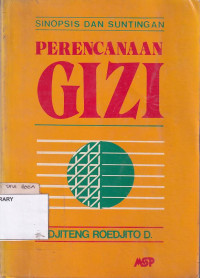 SINOPSIS DAN SUNTINGAN
PERENCANAAN
GIZI
RARY
DJITENG ROEDJITO D.
MSP